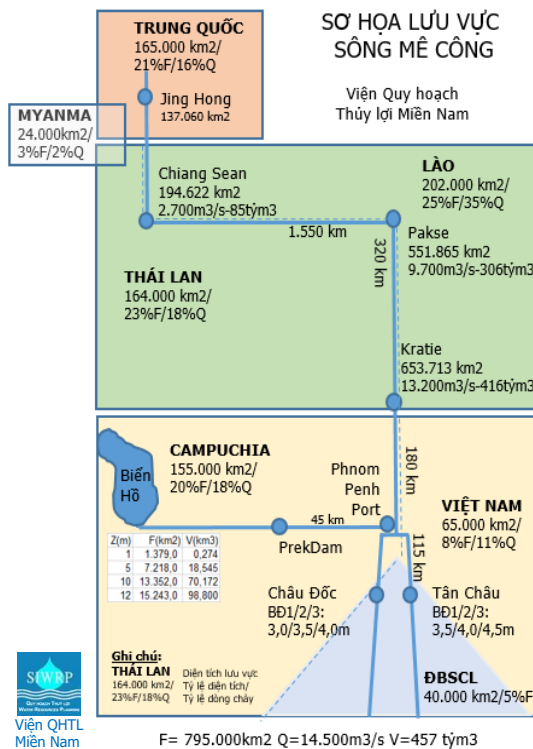 SƠ HỌA LƯU VỰC
SÔNG MÊ CÔNG
Viện Quy hoạch
Thủy lợi Miền Nam
TRUNG QUỐC
165.000 km2/
21%F/16%Q
Jing Hong
137.060 km2
MYANMA
24.000km2/
3%F/2%Q
Chiang Sean
194.622 km2
2.700m3/s-85tỷm3
LÀO
202.000 km2/
25%F/35%Q
1.550 km
Pakse
551.865 km2
9.700m3/s-306tỷm3
320 km
THÁI LAN
164.000 km2/
23%F/18%Q
Kratie
653.713 km2
13.200m3/s-416tỷm3
CAMPUCHIA
155.000 km2/
20%F/18%Q
Biển
Hồ
Phnom
Penh
Port
180 km
VIỆT NAM
65.000 km2/
8%F/11%Q
45 km
PrekDam
115 km
Z(m) F(km2) V(km3)
1 1.379,0 0,274
5 7.218,0 18,545
10 13.352,0 70,172
12 15.243,0 98,800
Châu Đốc
BĐ1/2/3:
3,0/3,5/4,0m
Tân Châu
BĐ1/2/3:
3,5/4,0/4,5m
Ghi chú:
THÁI LAN Diện tích lưu vực
164.000 km2/ Tỷ lệ diện tích/
23%F/18%Q Tỷ lệ dòng chảy
ĐBSCL
40.000 km2/5%F
SIWRP
QUY HOẠCH THUỶ LỢI
WATER RESOURCES PLANNING
Viện QHTL
Miền Nam
F= 795.000km2 Q=14.500m3/s V=457 tỷm3